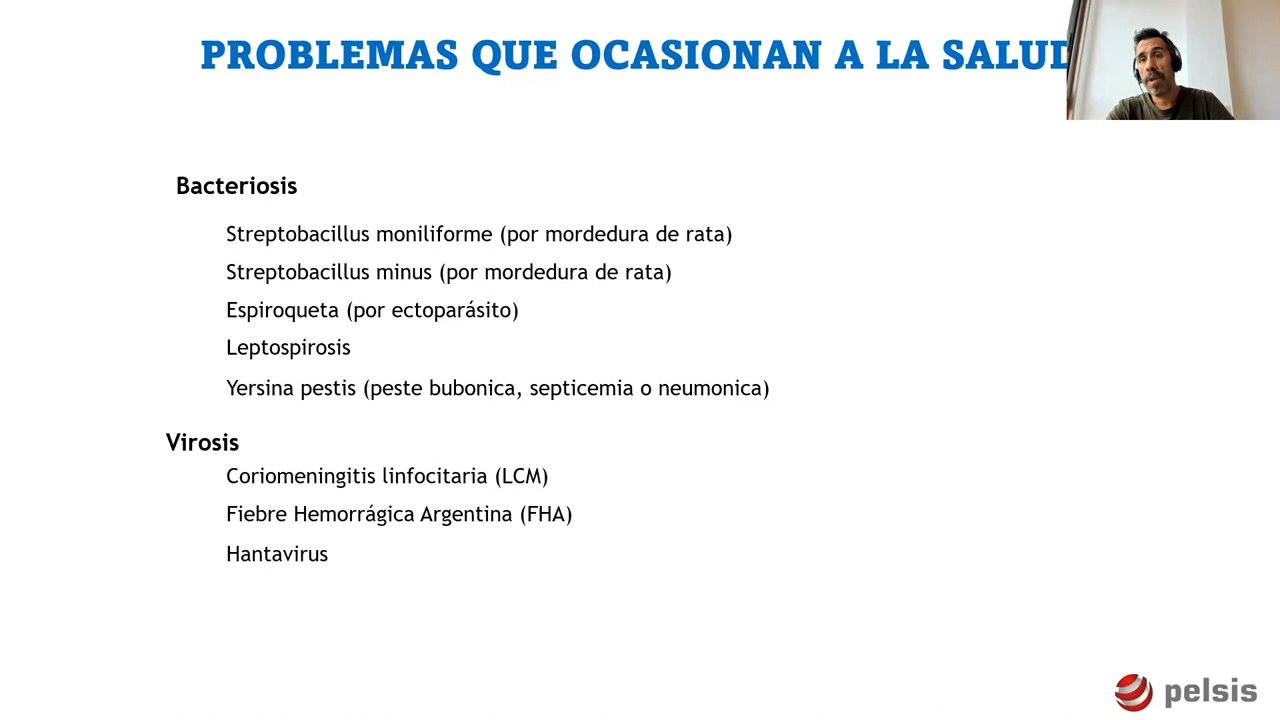 PROBLEMAS QUE OCASIONAN A LA SALUD
Bacteriosis
Streptobacillus moniliforme (por mordedura de rata)
Streptobacillus minus (por mordedura de rata)
Espiroqueta (por ectoparásito)
Leptospirosis
Yersina pestis (peste bubonica, septicemia o neumonica)
Virosis
Coriomeningitis linfocitaria (LCM)
Fiebre Hemorrágica Argentina (FHA)
Hantavirus
pelsis